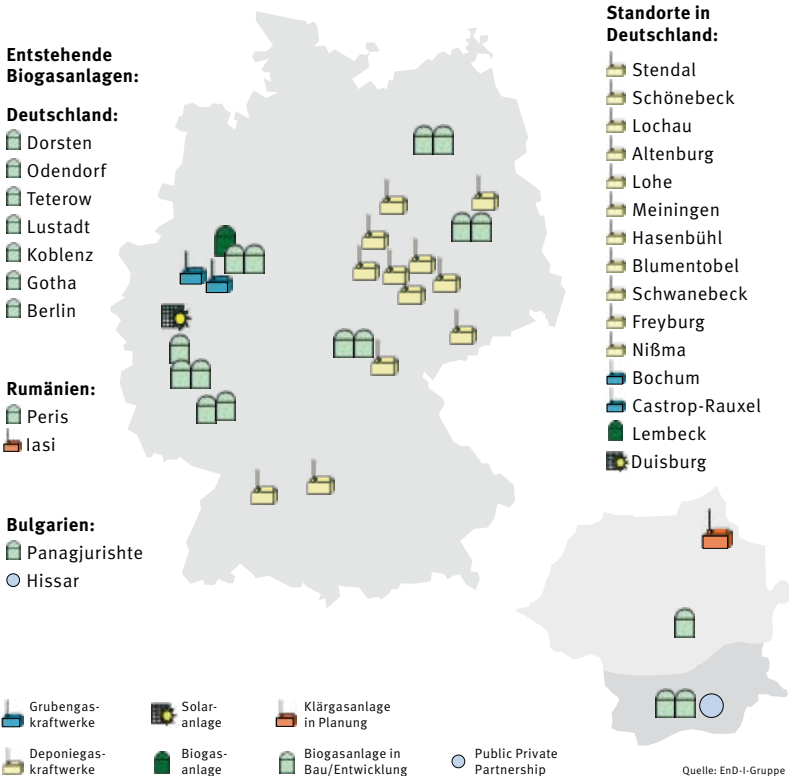 Entstehende
Biogasanlagen:
Deutschland:
Dorsten
Odendorf
Teterow
Lustadt
Koblenz
Gotha
Berlin
Rumänien:
Peris
Iasi
Bulgarien:
Panagjurishte
Hissar
Standorte in
Deutschland:
Stendal
Schönebeck
Lochau
Altenburg
Lohe
Meiningen
Hasenbühl
Blumentobel
Schwanebeck
Freyburg
Nißma
Bochum
Castrop-Rauxel
Lembeck
Duisburg
Grubengas-
kraftwerke
Solar-
anlage
Klärgasanlage
in Planung
Deponiegas-
kraftwerke
Biogas-
anlage
Biogasanlage in
Bau/Entwicklung
Public Private
Partnership
Quelle: EnD-I-Gruppe